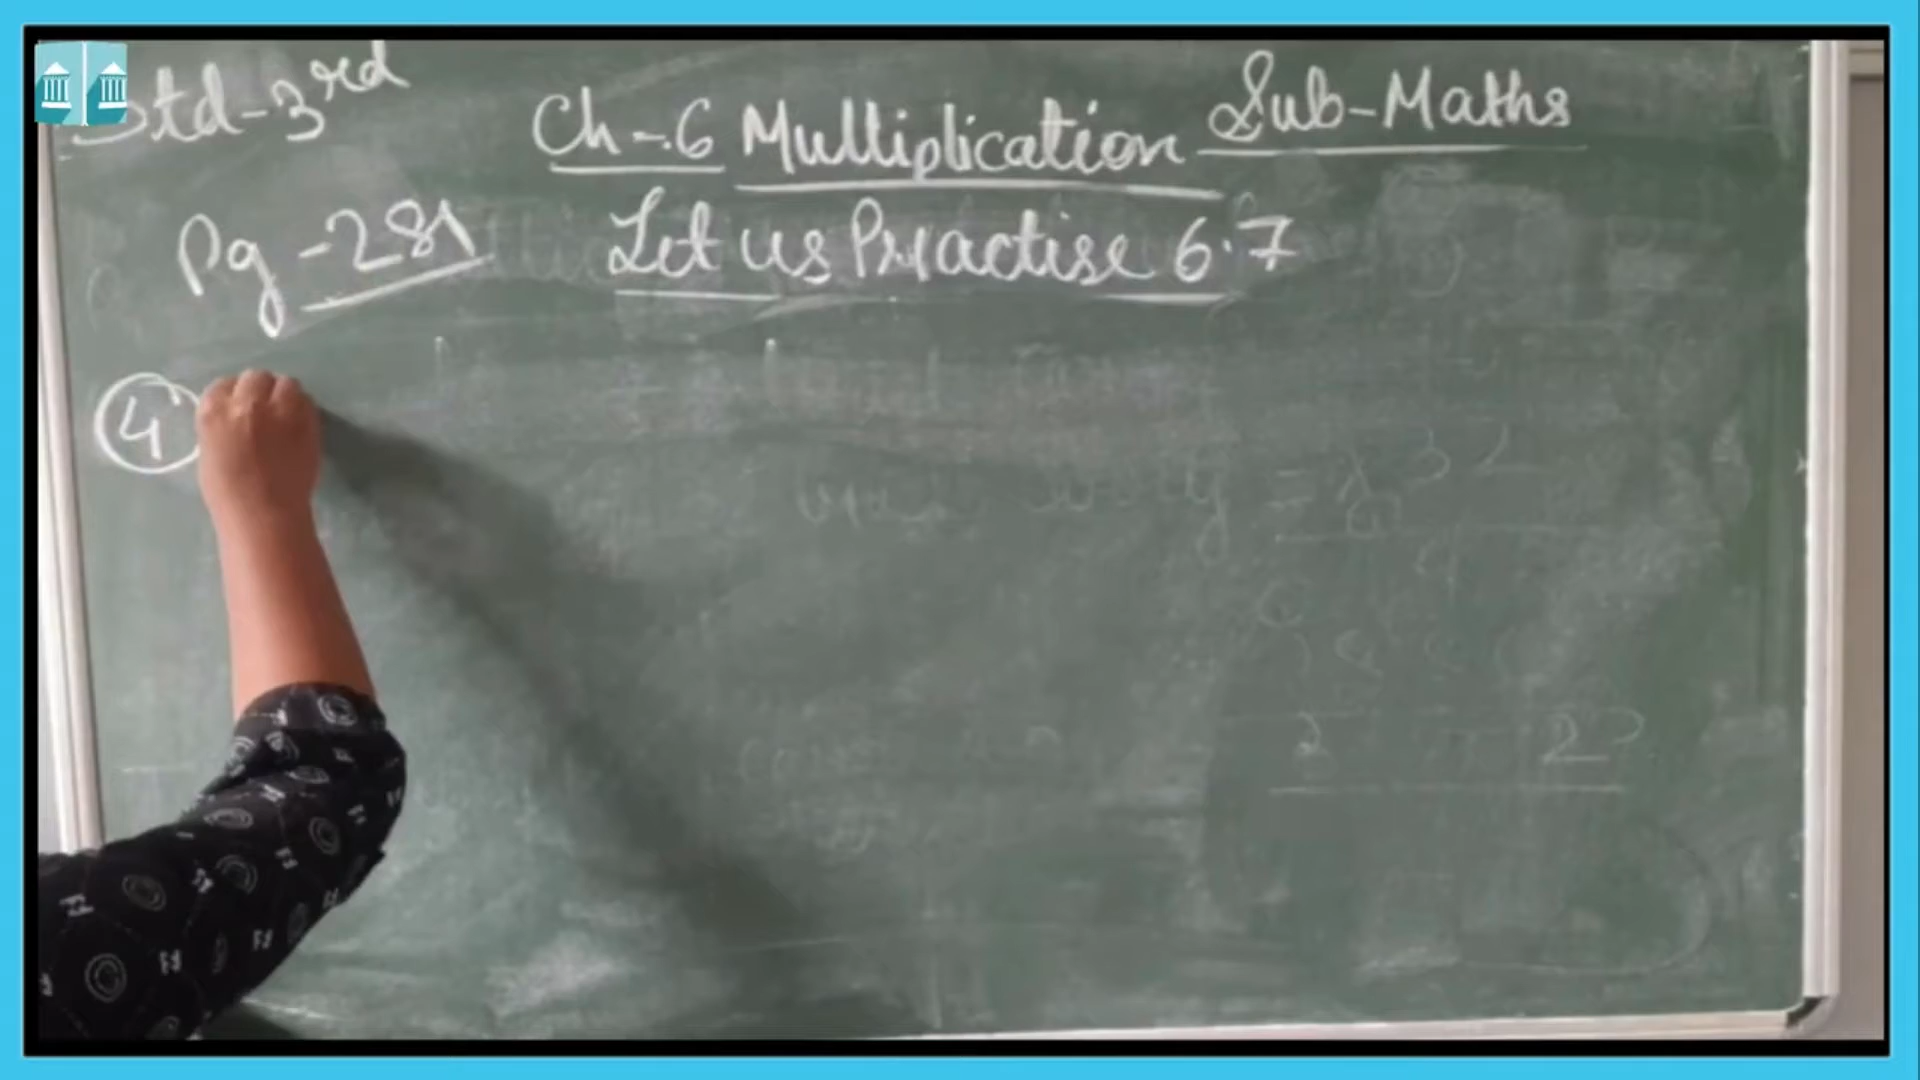 Std-3rd
Sub-Maths
Ch-6 Multiplication
Pg-281
Let us Practise 6.7
4